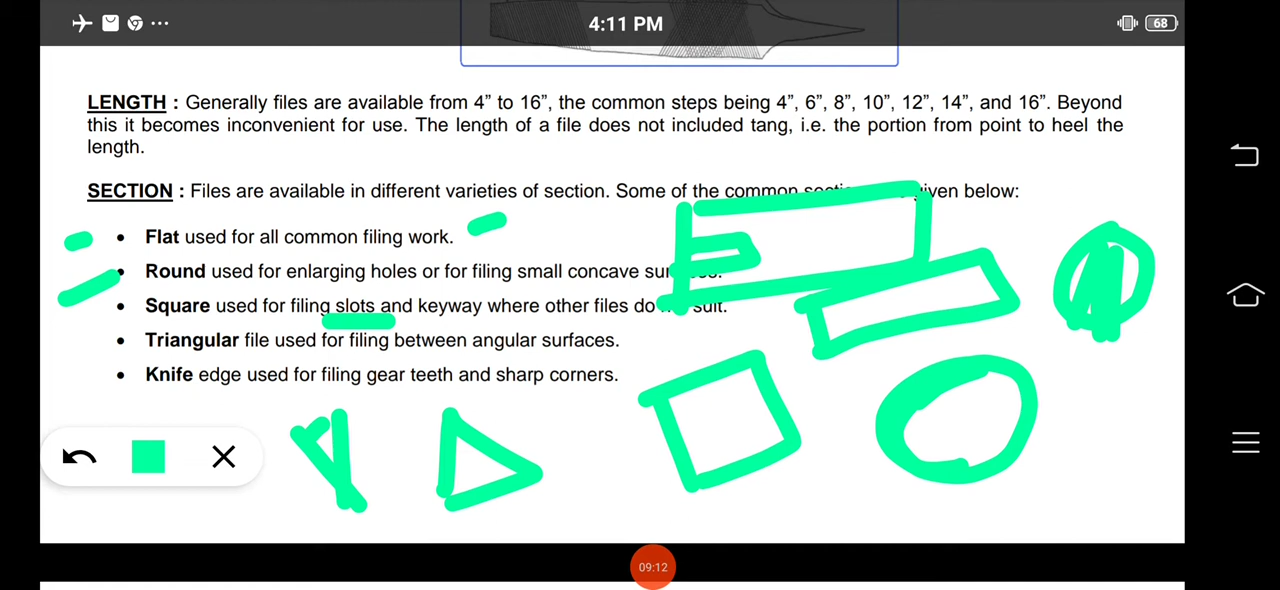 4:11 PM
68
LENGTH : Generally files are available from 4” to 16”, the common steps being 4”, 6”, 8”, 10”, 12”, 14”, and 16”. Beyond
this it becomes inconvenient for use. The length of a file does not included tang, i.e. the portion from point to heel the
length.
SECTION : Files are available in different varieties of section. Some of the common given below:
• Flat used for all common filing work.
• Round used for enlarging holes or for filing small concave
• Square used for filing slots and keyway where other files do suit.
• Triangular file used for filing between angular surfaces.
• Knife edge used for filing gear teeth and sharp corners.
09:12